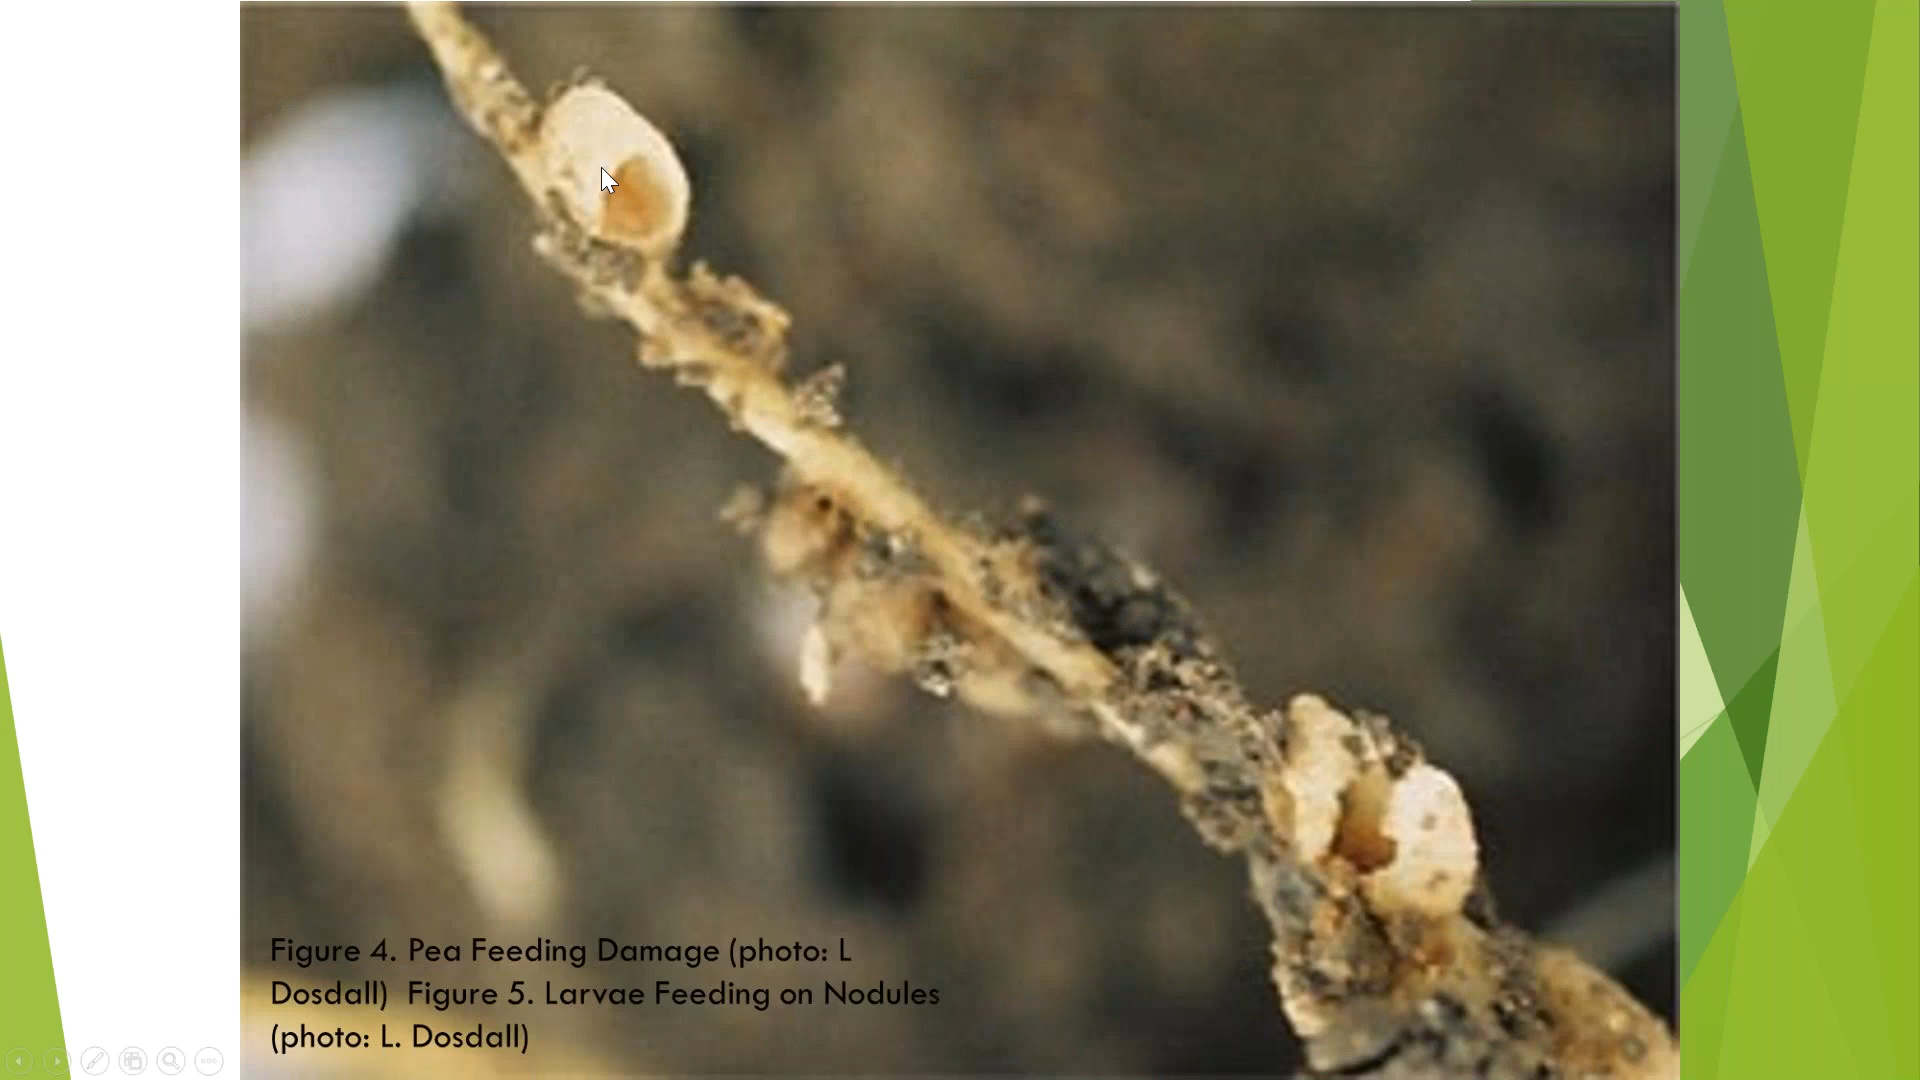 Figure 4. Pea Feeding Damage (photo: L
Dosdall)  Figure 5. Larvae Feeding on Nodules
(photo: L. Dosdall)